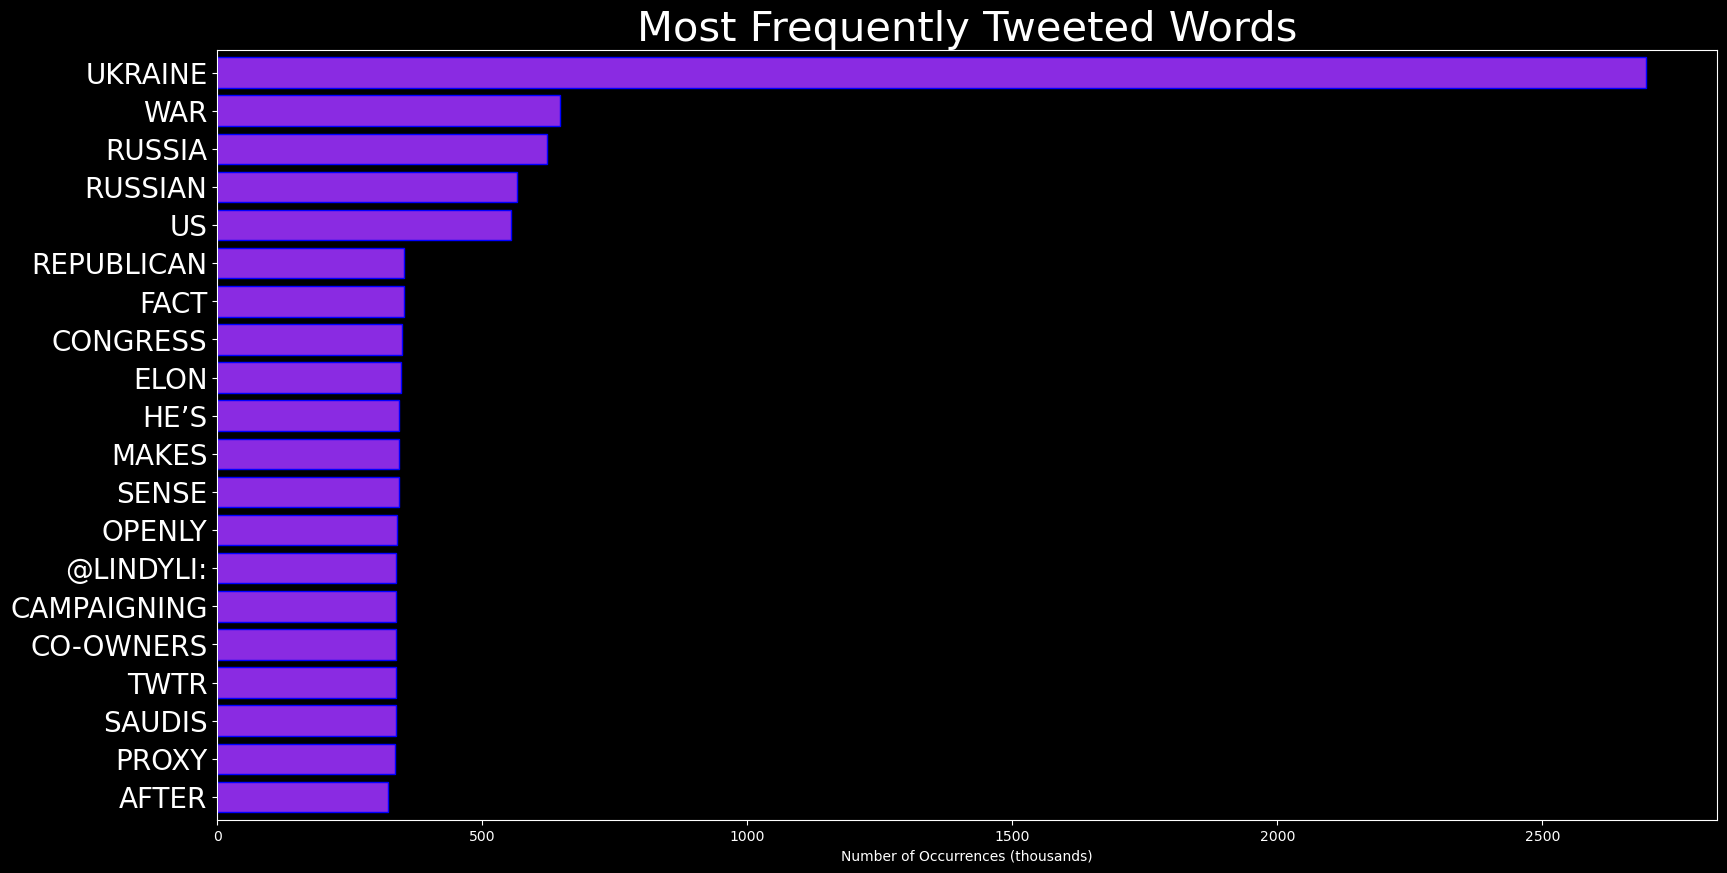 Most Frequently Tweeted Words
UKRAINE
WAR
RUSSIA
RUSSIAN
US
REPUBLICAN
FACT
CONGRESS
ELON
HE’S
MAKES
SENSE
OPENLY
@LINDYLI:
CAMPAIGNING
CO-OWNERS
TWTR
SAUDIS
PROXY
AFTER
0 500 1000 1500 2000 2500
Number of Occurrences (thousands)